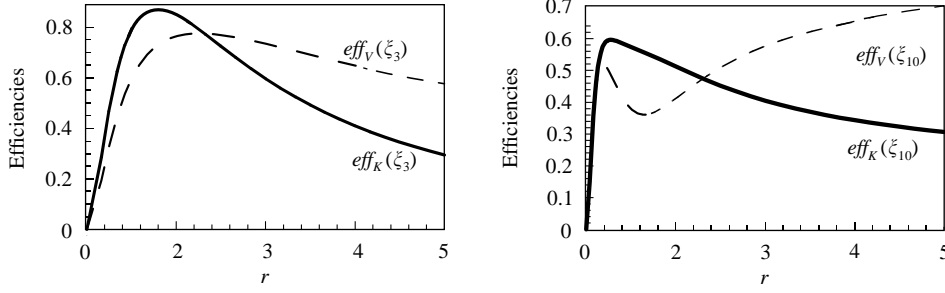 0.8
0.6
0.4
0.2
0
Efficiencies
eff_V(ξ_3)
eff_K(ξ_3)
0 1 2 3 4 5
r
0.7
0.6
0.5
0.4
0.3
0.2
0.1
0
Efficiencies
eff_V(ξ_10)
eff_K(ξ_10)
0 1 2 3 4 5
r